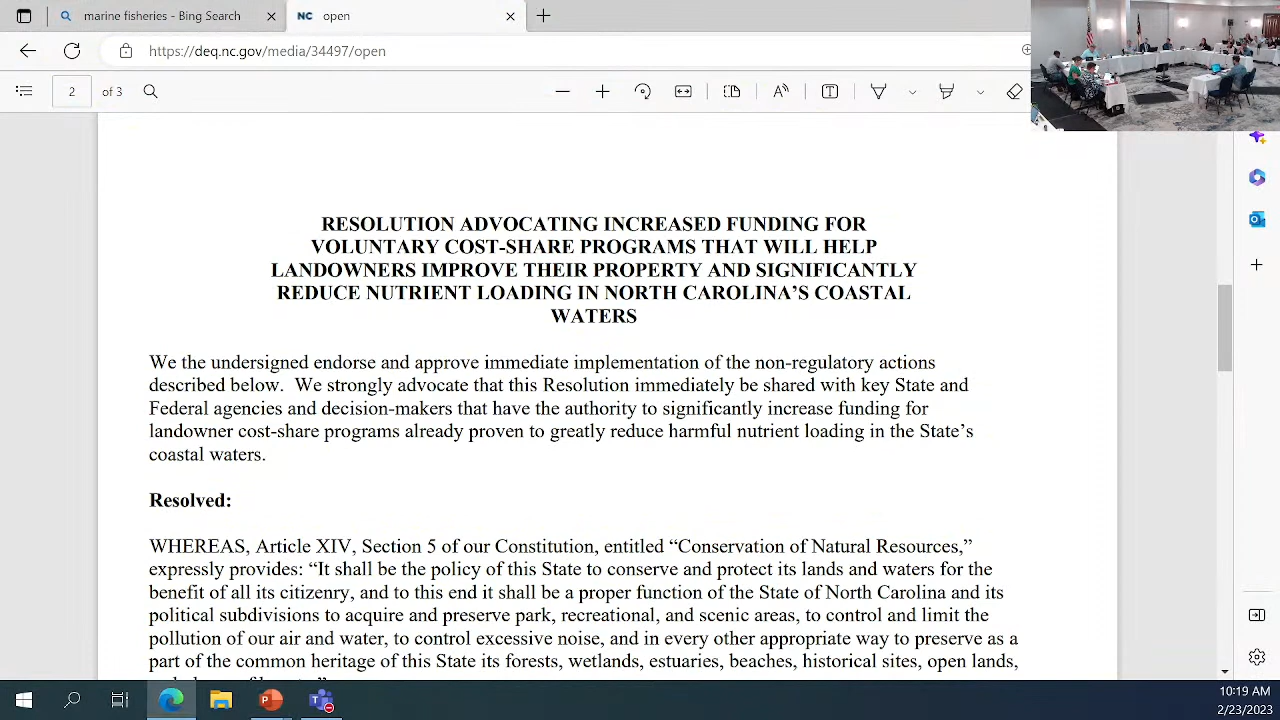 marine fisheries - Bing Search
NC open
https://deq.nc.gov/media/34497/open
2 of 3
RESOLUTION ADVOCATING INCREASED FUNDING FOR
VOLUNTARY COST-SHARE PROGRAMS THAT WILL HELP
LANDOWNERS IMPROVE THEIR PROPERTY AND SIGNIFICANTLY
REDUCE NUTRIENT LOADING IN NORTH CAROLINA’S COASTAL
WATERS
We the undersigned endorse and approve immediate implementation of the non-regulatory actions
described below.  We strongly advocate that this Resolution immediately be shared with key State and
Federal agencies and decision-makers that have the authority to significantly increase funding for
landowner cost-share programs already proven to greatly reduce harmful nutrient loading in the State’s
coastal waters.
Resolved:
WHEREAS, Article XIV, Section 5 of our Constitution, entitled “Conservation of Natural Resources,”
expressly provides: “It shall be the policy of this State to conserve and protect its lands and waters for the
benefit of all its citizenry, and to this end it shall be a proper function of the State of North Carolina and its
political subdivisions to acquire and preserve park, recreational, and scenic areas, to control and limit the
pollution of our air and water, to control excessive noise, and in every other appropriate way to preserve as a
part of the common heritage of this State its forests, wetlands, estuaries, beaches, historical sites, open lands,
10:19 AM
2/23/2023